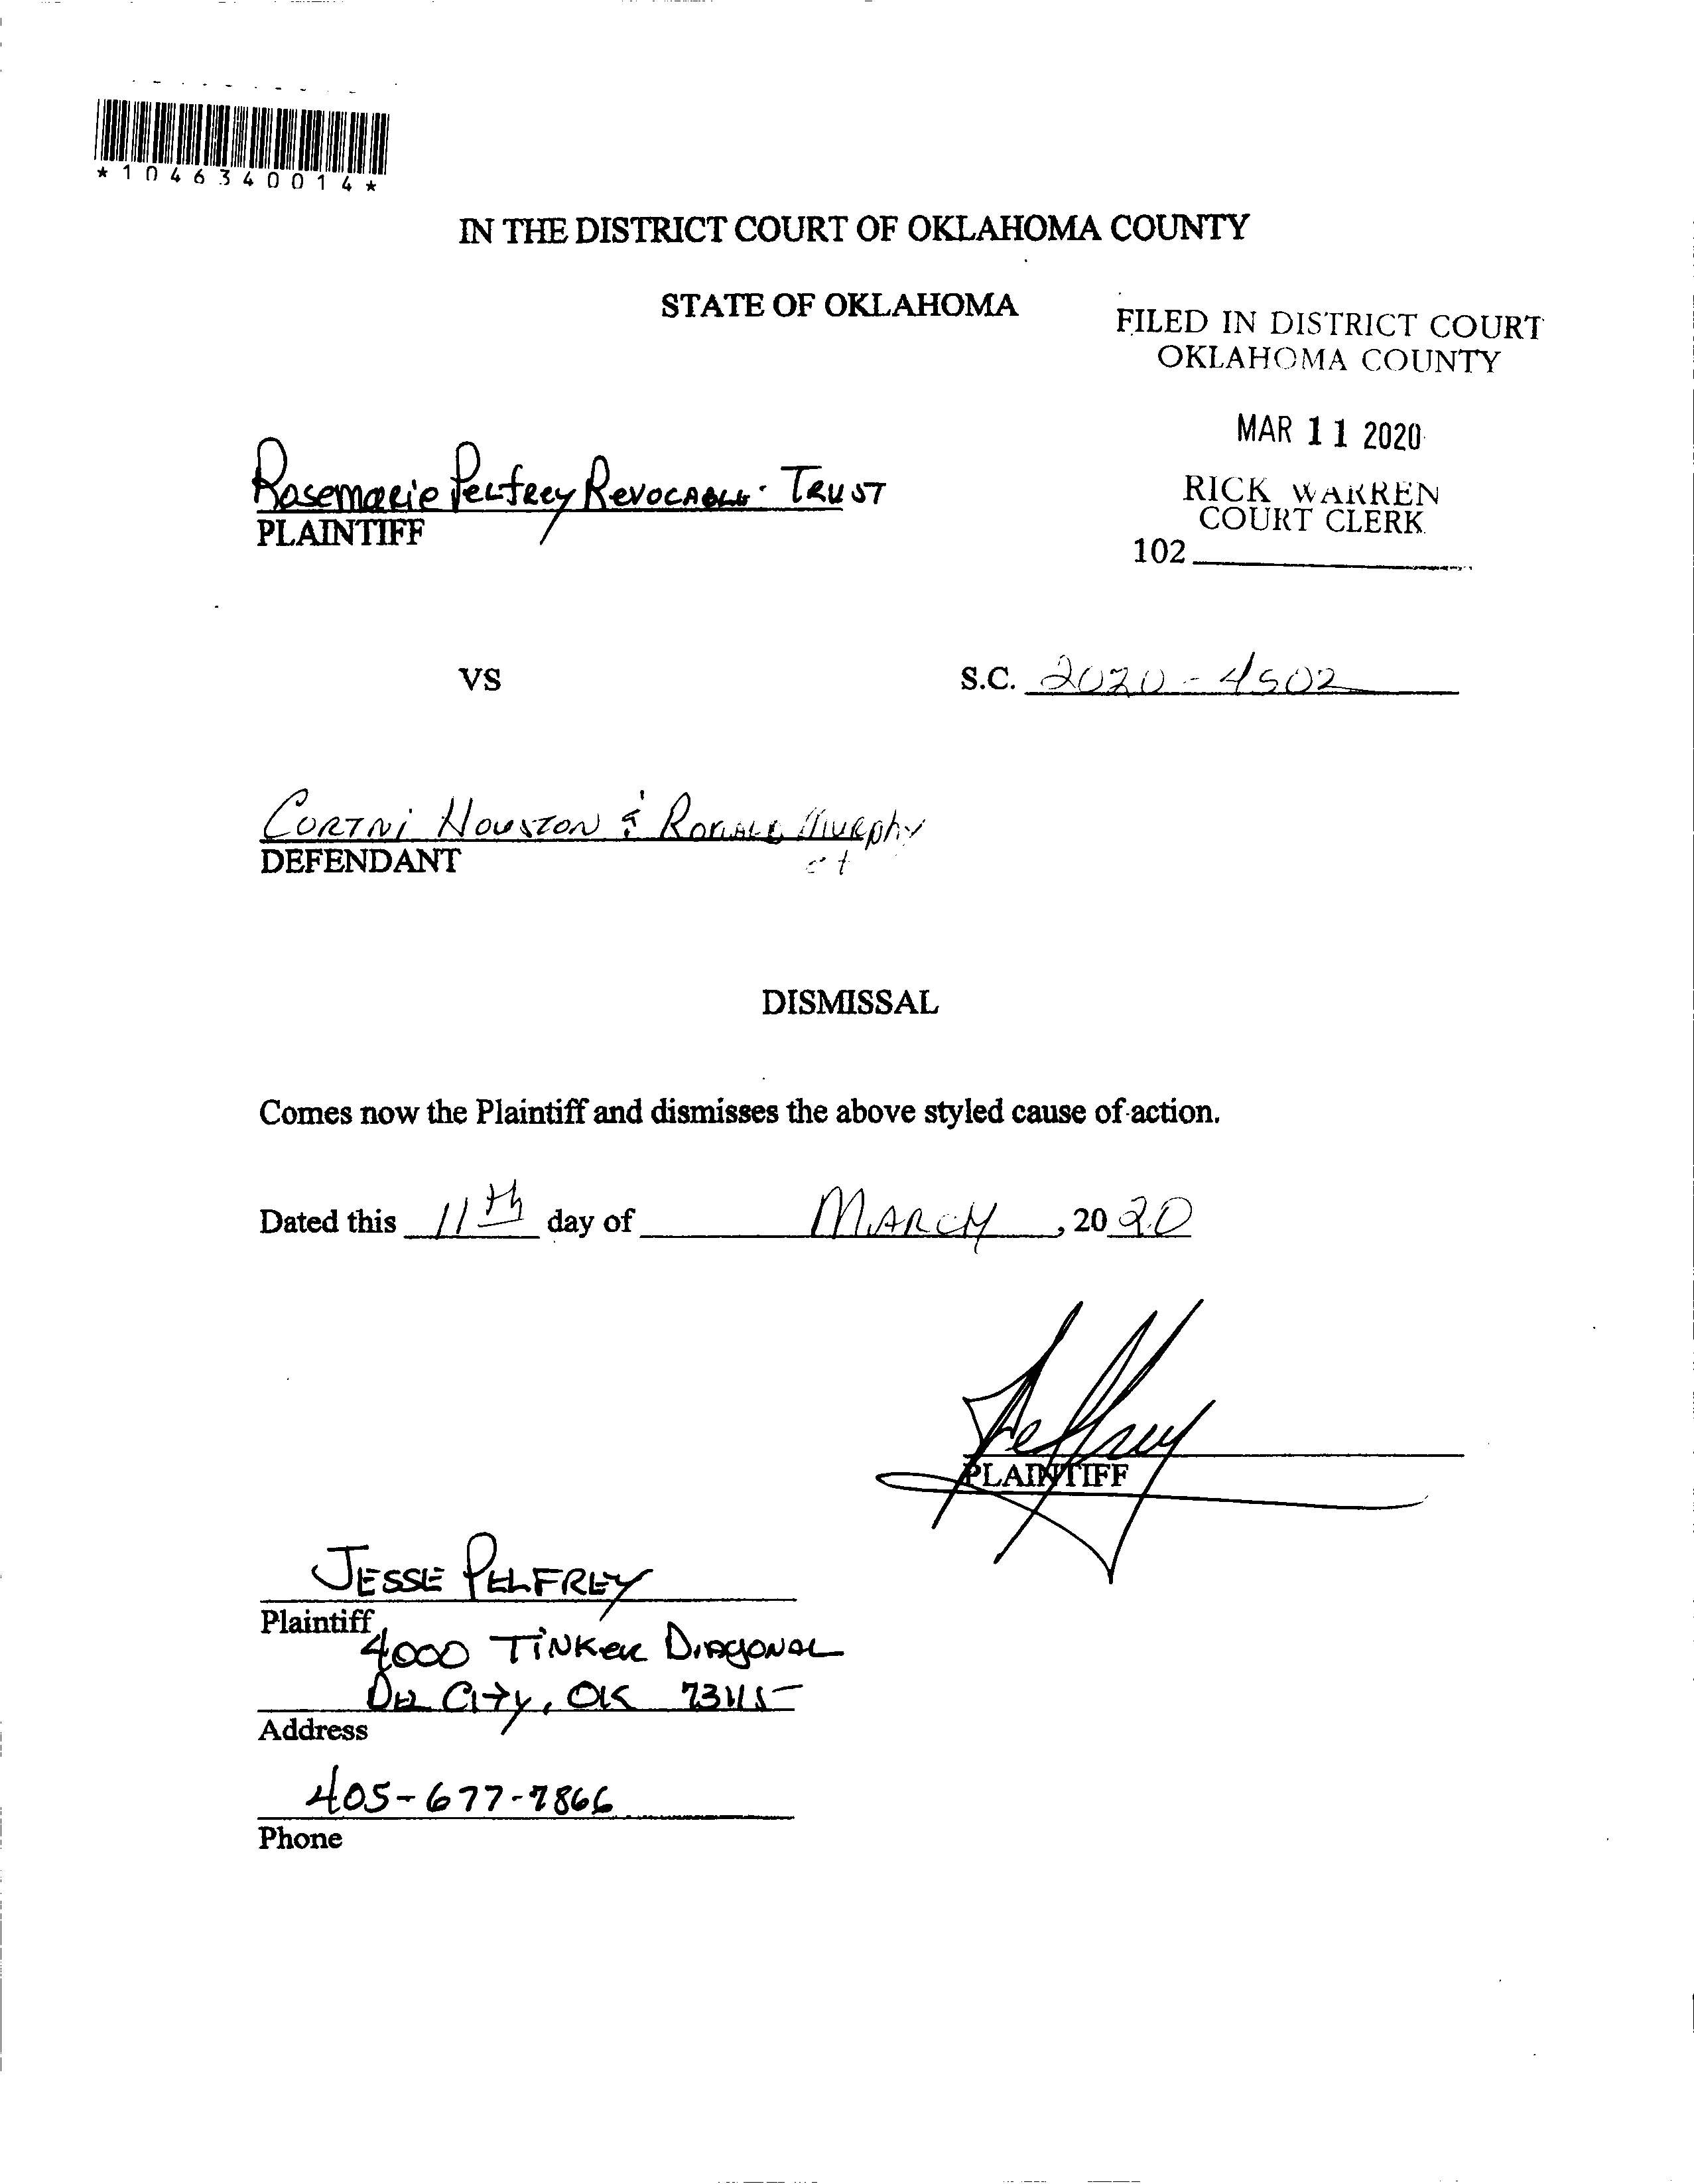 *1046340014*
IN THE DISTRICT COURT OF OKLAHOMA COUNTY
STATE OF OKLAHOMA
FILED IN DISTRICT COURT
OKLAHOMA COUNTY
MAR 11 2020
RICK WARREN
COURT CLERK
102
Rosemarie Pelfrey Revocable Trust
PLAINTIFF
VS
S.C. 2020-4502
Cortni Houston & Ronald Murphy
DEFENDANT
DISMISSAL
Comes now the Plaintiff and dismisses the above styled cause of action.
Dated this 11th day of MARCH, 2020
Pelfrey
PLAINTIFF
JESSE PELFREY
Plaintiff
4000 TINKER DIAGONAL
DEL CITY, OK 73115
Address
405-677-7866
Phone